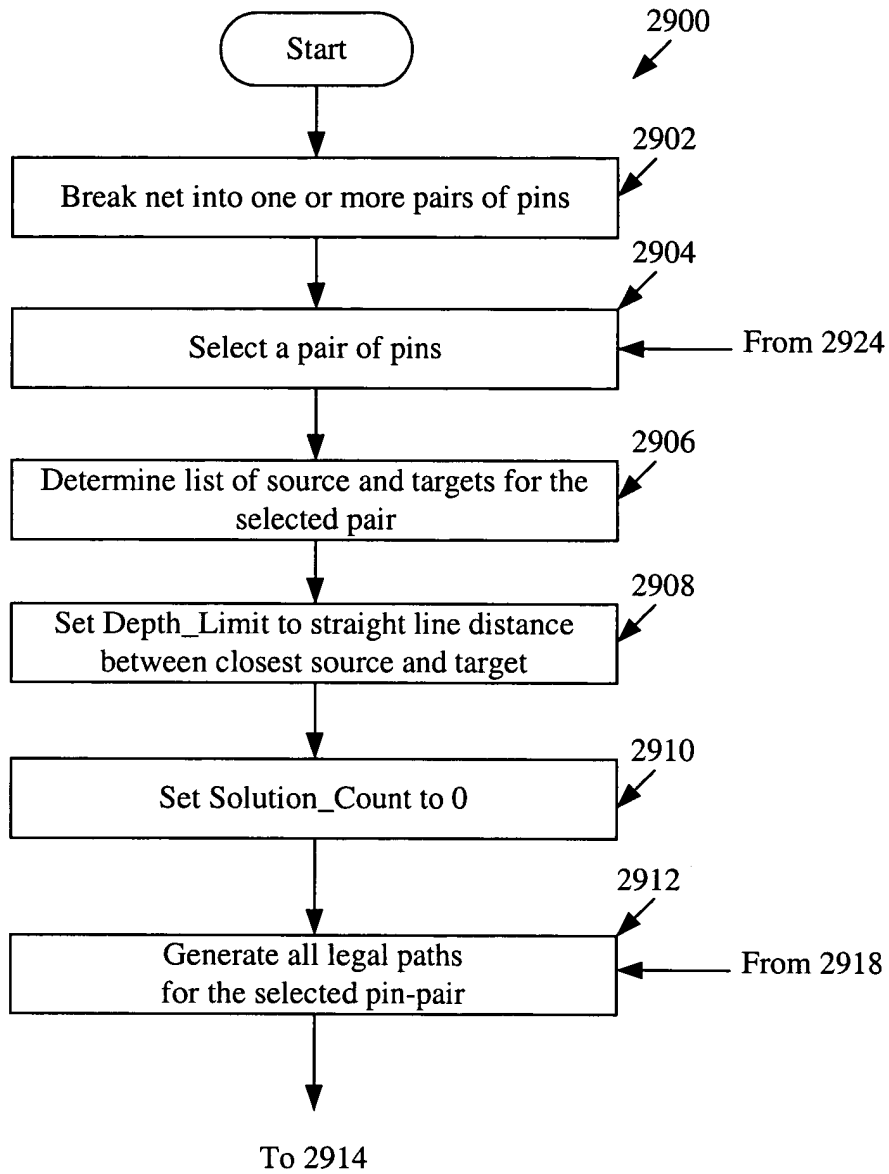 Start
2900
2902
Break net into one or more pairs of pins
2904
Select a pair of pins
From 2924
2906
Determine list of source and targets for the
selected pair
2908
Set Depth_Limit to straight line distance
between closest source and target
2910
Set Solution_Count to 0
2912
Generate all legal paths
for the selected pin-pair
From 2918
To 2914